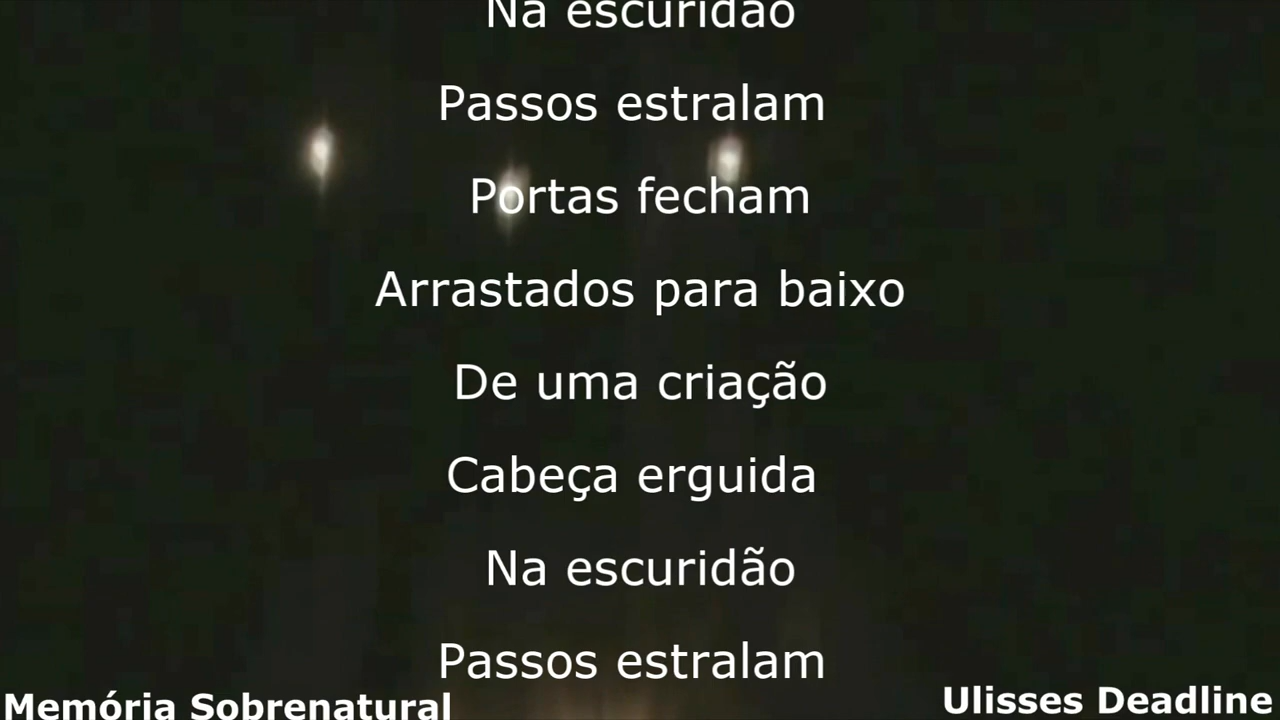 Na escuridão
Passos estralam
Portas fecham
Arrastados para baixo
De uma criação
Cabeça erguida
Na escuridão
Passos estralam
Memória Sobrenatural
Ulisses Deadline